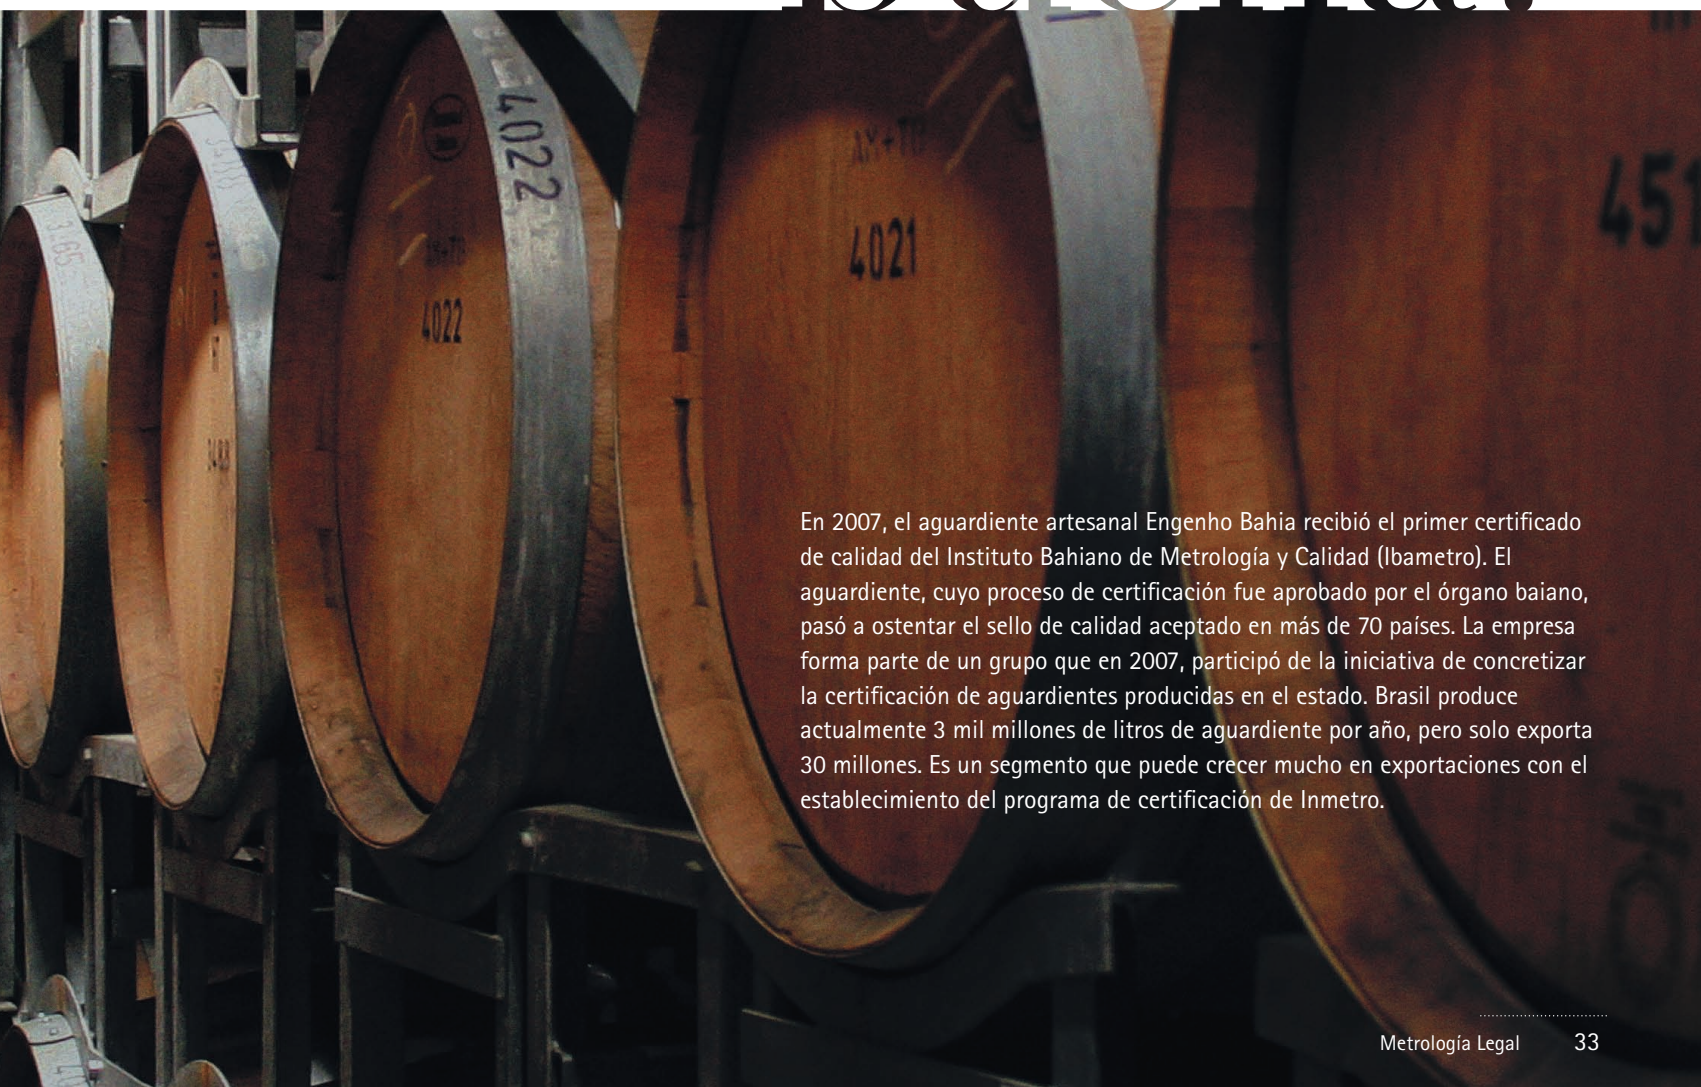 4022
4021
451
4022
En 2007, el aguardiente artesanal Engenho Bahia recibió el primer certificado
de calidad del Instituto Bahiano de Metrología y Calidad (Ibametro). El
aguardiente, cuyo proceso de certificación fue aprobado por el órgano baiano,
pasó a ostentar el sello de calidad aceptado en más de 70 países. La empresa
forma parte de un grupo que en 2007, participó de la iniciativa de concretizar
la certificación de aguardientes producidas en el estado. Brasil produce
actualmente 3 mil millones de litros de aguardiente por año, pero solo exporta
30 millones. Es un segmento que puede crecer mucho en exportaciones con el
establecimiento del programa de certificación de Inmetro.
Metrología Legal 33